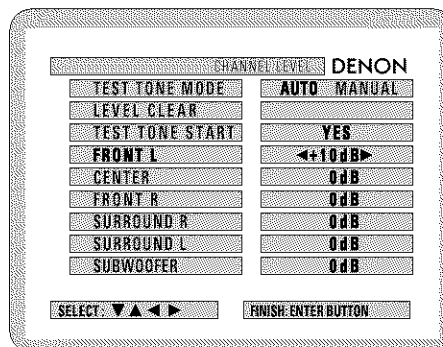 CHANNEL LEVEL DENON
TEST TONE MODE AUTO MANUAL
LEVEL CLEAR
TEST TONE START YES
FRONT L ◀+10dB▶
CENTER 0dB
FRONT R 0dB
SURROUND R 0dB
SURROUND L 0dB
SUBWOOFER 0dB
SELECT: ▼ ▲ ◀ ▶ FINISH: ENTER BUTTON